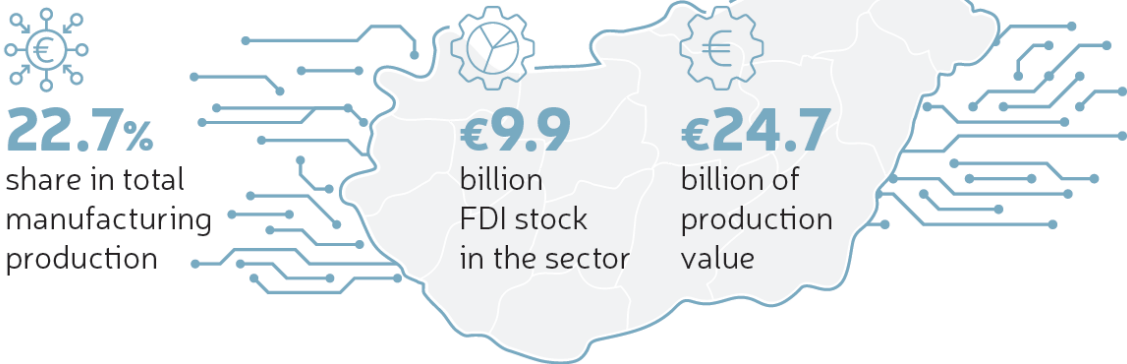 22.7%
share in total
manufacturing
production
€9.9
billion
FDI stock
in the sector
€24.7
billion of
production
value